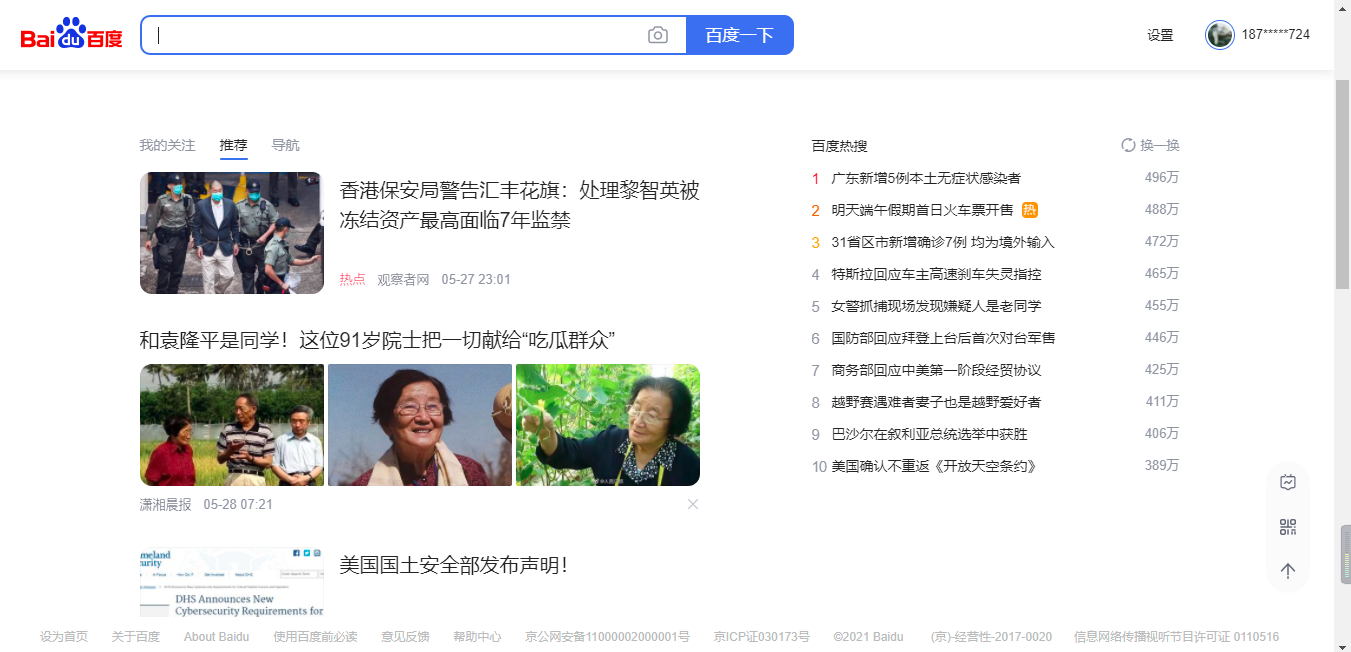 Bai du 百度
百度一下
设置
187*****724
我的关注 推荐 导航
香港保安局警告汇丰花旗：处理黎智英被
冻结资产最高面临7年监禁
热点 观察者网 05-27 23:01
和袁隆平是同学！这位91岁院士把一切献给“吃瓜群众”
潇湘晨报 05-28 07:21
DHS Announces New
Cybersecurity Requirements for
美国国土安全部发布声明！
百度热搜 换一换
1 广东新增5例本土无症状感染者 496万
2 明天端午假期首日火车票开售 热 488万
3 31省区市新增确诊7例 均为境外输入 472万
4 特斯拉回应车主高速刹车失灵指控 465万
5 女警抓捕现场发现嫌疑人是老同学 455万
6 国防部回应拜登上台后首次对台军售 446万
7 商务部回应中美第一阶段经贸协议 425万
8 越野赛遇难者妻子也是越野爱好者 411万
9 巴沙尔在叙利亚总统选举中获胜 406万
10 美国确认不重返《开放天空条约》 389万
设为首页 关于百度 About Baidu 使用百度前必读 意见反馈 帮助中心 京公网安备11000002000001号 京ICP证030173号 ©2021 Baidu (京)-经营性-2017-0020 信息网络传播视听节目许可证 0110516